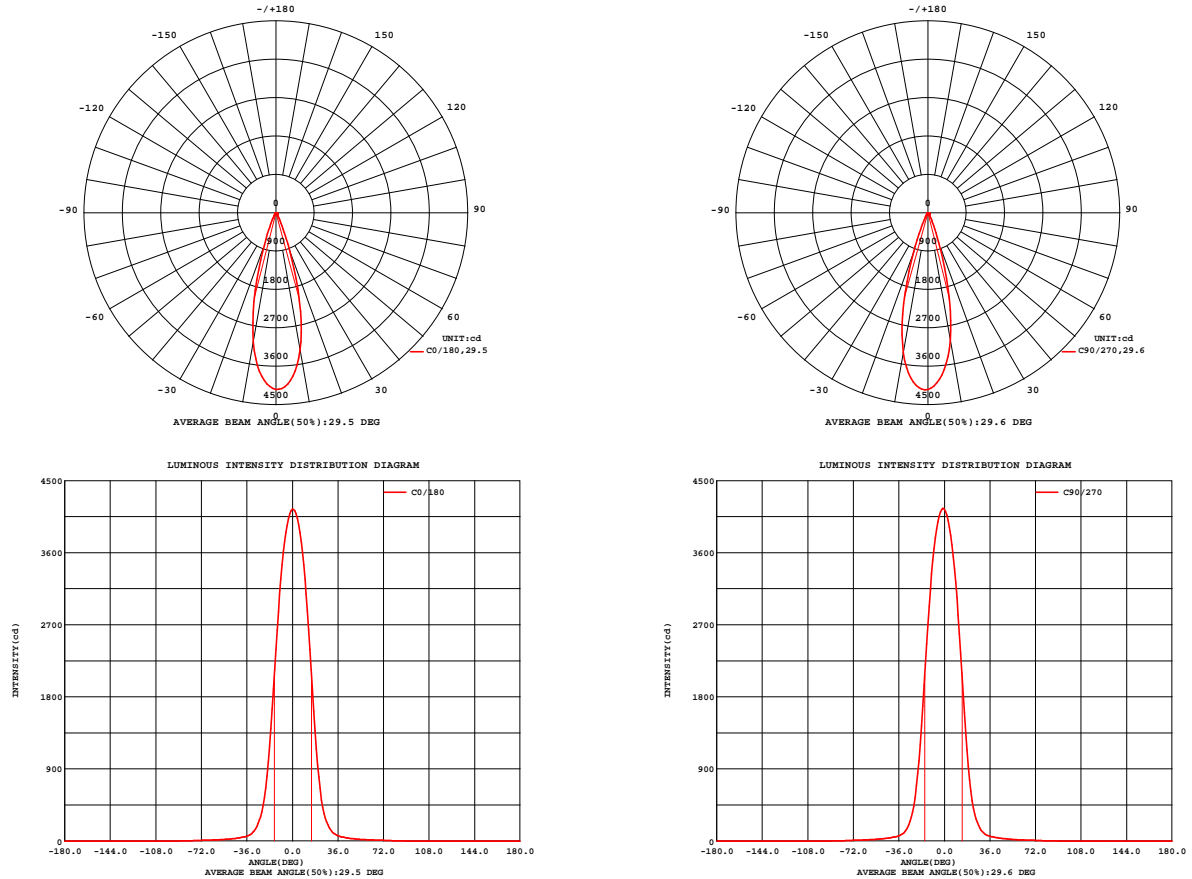 -/+180
-150 150
-120 120
-90 90
0
900
1800
2700
3600
4500
0
-60 60
-30 30
UNIT:cd
C0/180,29.5
AVERAGE BEAM ANGLE(50%):29.5 DEG
-/+180
-150 150
-120 120
-90 90
0
900
1800
2700
3600
4500
0
-60 60
-30 30
UNIT:cd
C90/270,29.6
AVERAGE BEAM ANGLE(50%):29.6 DEG
LUMINOUS INTENSITY DISTRIBUTION DIAGRAM
C0/180
INTENSITY(cd)
4500
3600
2700
1800
900
0
-180.0 -144.0 -108.0 -72.0 -36.0 0.0 36.0 72.0 108.0 144.0 180.0
ANGLE(DEG)
AVERAGE BEAM ANGLE(50%):29.5 DEG
LUMINOUS INTENSITY DISTRIBUTION DIAGRAM
C90/270
INTENSITY(cd)
4500
3600
2700
1800
900
0
-180.0 -144.0 -108.0 -72.0 -36.0 0.0 36.0 72.0 108.0 144.0 180.0
ANGLE(DEG)
AVERAGE BEAM ANGLE(50%):29.6 DEG